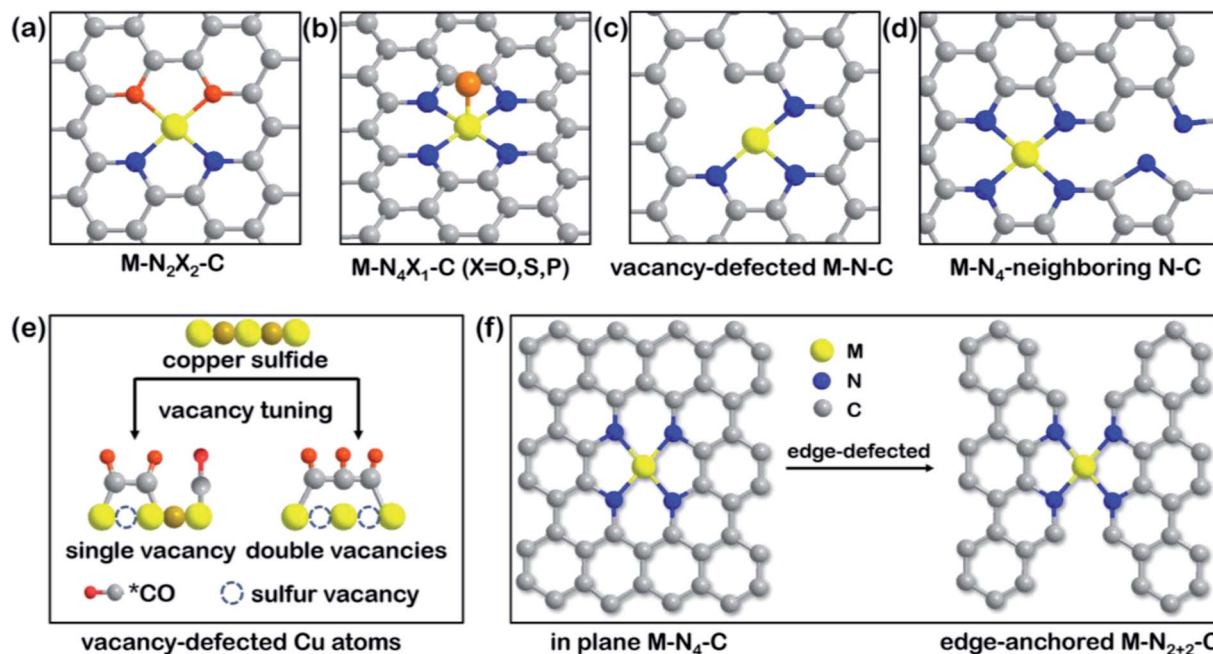 (a)
(b)
(c)
(d)
M-N₂X₂-C
M-N₄X₁-C (X=O,S,P)
vacancy-defected M-N-C
M-N₄-neighboring N-C
(e)
copper sulfide
vacancy tuning
single vacancy
double vacancies
*CO
sulfur vacancy
vacancy-defected Cu atoms
(f)
M
N
C
edge-defected
in plane M-N₄-C
edge-anchored M-N₂₊₂-C